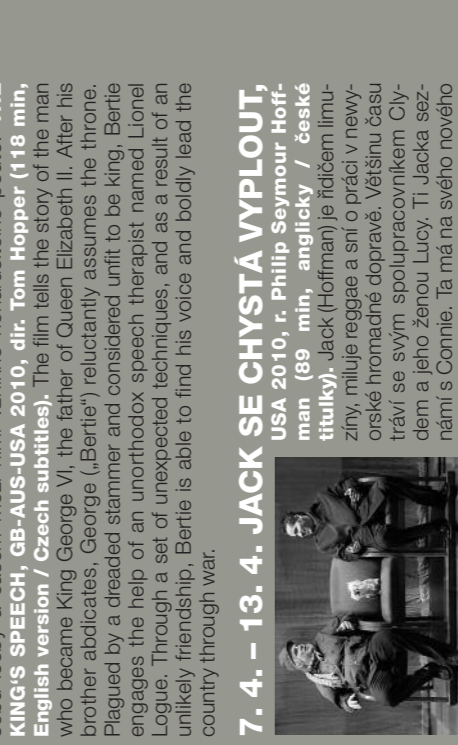 KING'S SPEECH, GB-AUS-USA 2010, dir. Tom Hopper (118 min,
English version / Czech subtitles). The film tells the story of the man
who became King George VI, the father of Queen Elizabeth II. After his
brother abdicates, George („Bertie“) reluctantly assumes the throne.
Plagued by a dreaded stammer and considered unfit to be king, Bertie
engages the help of an unorthodox speech therapist named Lionel
Logue. Through a set of unexpected techniques, and as a result of an
unlikely friendship, Bertie is able to find his voice and boldly lead the
country through war.
7. 4. – 13. 4. JACK SE CHYSTÁ VYPLOUT,
USA 2010, r. Philip Seymour Hoff-
man (89 min, anglicky / české
titulky). Jack (Hoffman) je řidičem limu-
zíny, miluje reggae a sní o práci v newy-
orské hromadné dopravě. Většinu času
tráví se svým spolupracovníkem Cly-
dem a jeho ženou Lucy. Ti Jacka sez-
námí s Connie. Ta má na svého nového